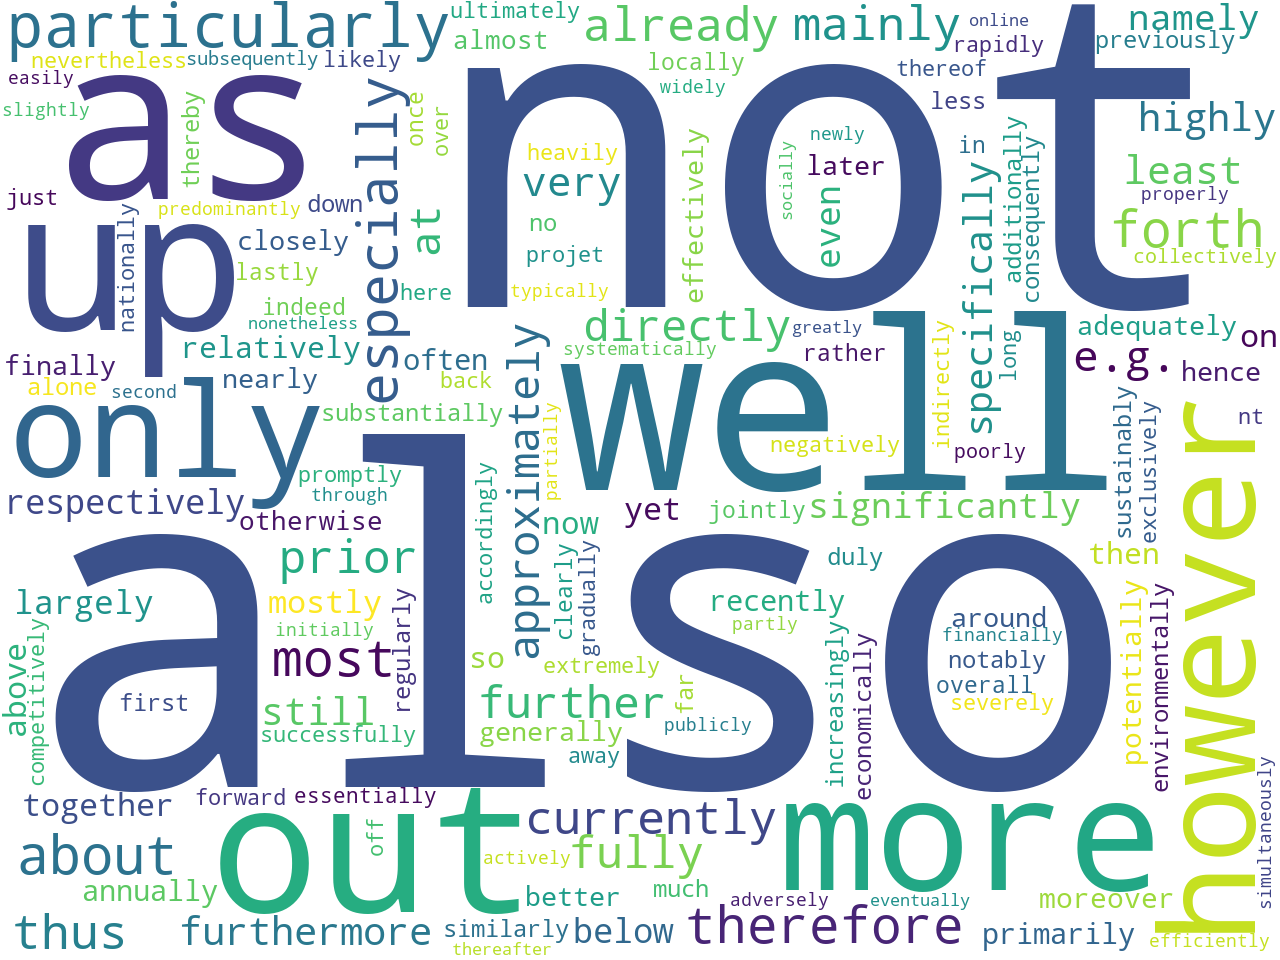 particularly
ultimately
already
mainly
online
namely
almost
rapidly
previously
nevertheless
subsequently
likely
locally
thereof
easily
as
not
widely
less
highly
slightly
thereby
especially
once
over
effectively
heavily
newly
later
in
additionally
consequently
least
very
socially
even
specifically
just
predominantly
down
properly
up
nationally
closely
at
no
projet
forth
collectively
lastly
indeed
here
typically
nonetheless
directly
greatly
adequately
on
finally
relatively
often
systematically
rather
indirectly
long
e.g.
hence
alone
second
nearly
back
approximately
well
only
substantially
partially
negatively
poorly
sustainably
exclusively
nt
however
promptly
through
accordingly
respectively
otherwise
now
yet
jointly
significantly
also
prior
clearly
gradually
duly
then
largely
mostly
regularly
recently
around
potentially
environmentally
initially
partly
financially
above
competitively
most
so
extremely
increasingly
economically
notably
overall
first
still
further
far
severely
successfully
generally
publicly
away
simultaneously
together
forward
essentially
out
currently
more
about
off
actively
fully
annually
better
much
adversely
eventually
moreover
thus
furthermore
similarly
below
therefore
primarily
thereafter
efficiently